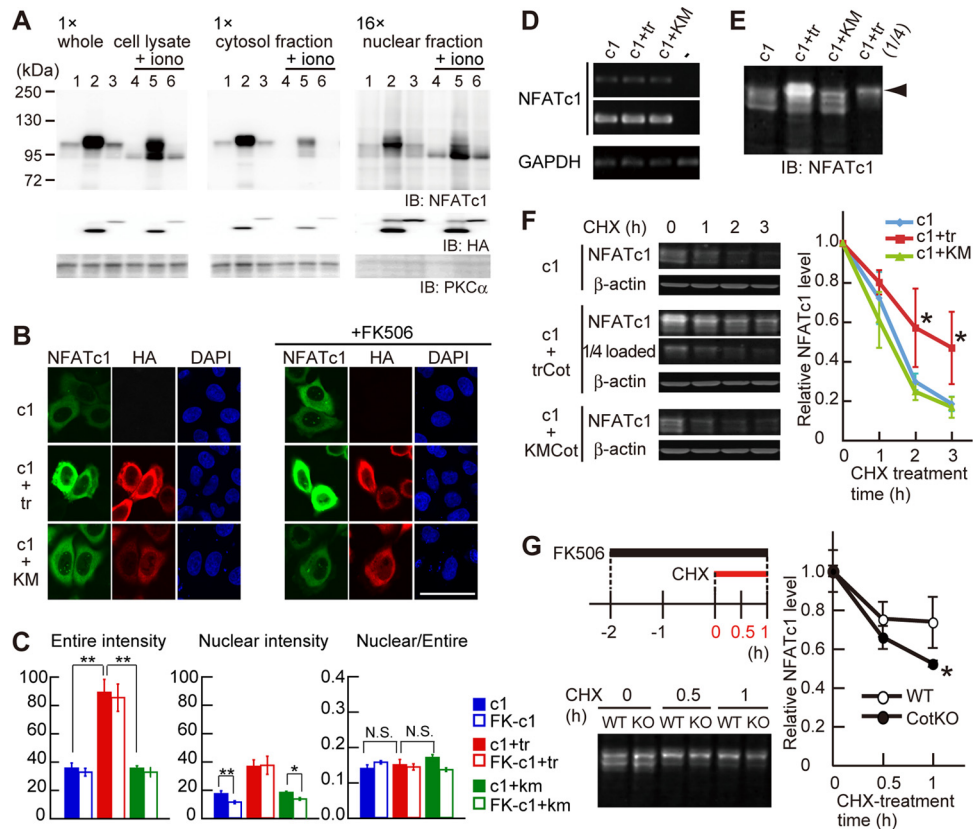 A
1× 1× 16×
whole cell lysate cytosol fraction nuclear fraction
+ iono + iono + iono
(kDa) 1 2 3 4 5 6 1 2 3 4 5 6 1 2 3 4 5 6
250
130
95
72
IB: NFATc1
IB: HA
IB: PKCα
B
+FK506
NFATc1 HA DAPI NFATc1 HA DAPI
c1
c1
+
tr
c1
+
KM
C
Entire intensity Nuclear intensity Nuclear/Entire
100 100 0.4
80 80 0.3
60 60 0.2
40 40 0.1
20 20 0
0 0
** **
** *
N.S. N.S.
c1
FK-c1
c1+tr
FK-c1+tr
c1+km
FK-c1+km
D
c1 c1+tr c1+KM -
NFATc1
GAPDH
E
c1 c1+tr c1+KM c1+tr (1/4)
IB: NFATc1
F
CHX (h) 0 1 2 3
c1
NFATc1
β-actin
c1
+
trCot
NFATc1
1/4 loaded
β-actin
c1
+
KMCot
NFATc1
β-actin
c1
c1+tr
c1+KM
Relative NFATc1 level
1.0
0.8
0.6
0.4
0.2
0
* *
0 1 2 3
CHX treatment
time (h)
G
FK506
CHX
-2 -1 0 0.5 1
(h)
CHX 0 0.5 1
(h) WT KO WT KO WT KO
Relative NFATc1 level
1.0
0.8
0.6
0.4
0.2
0
*
WT
CotKO
0 0.5 1
CHX-treatment
time (h)